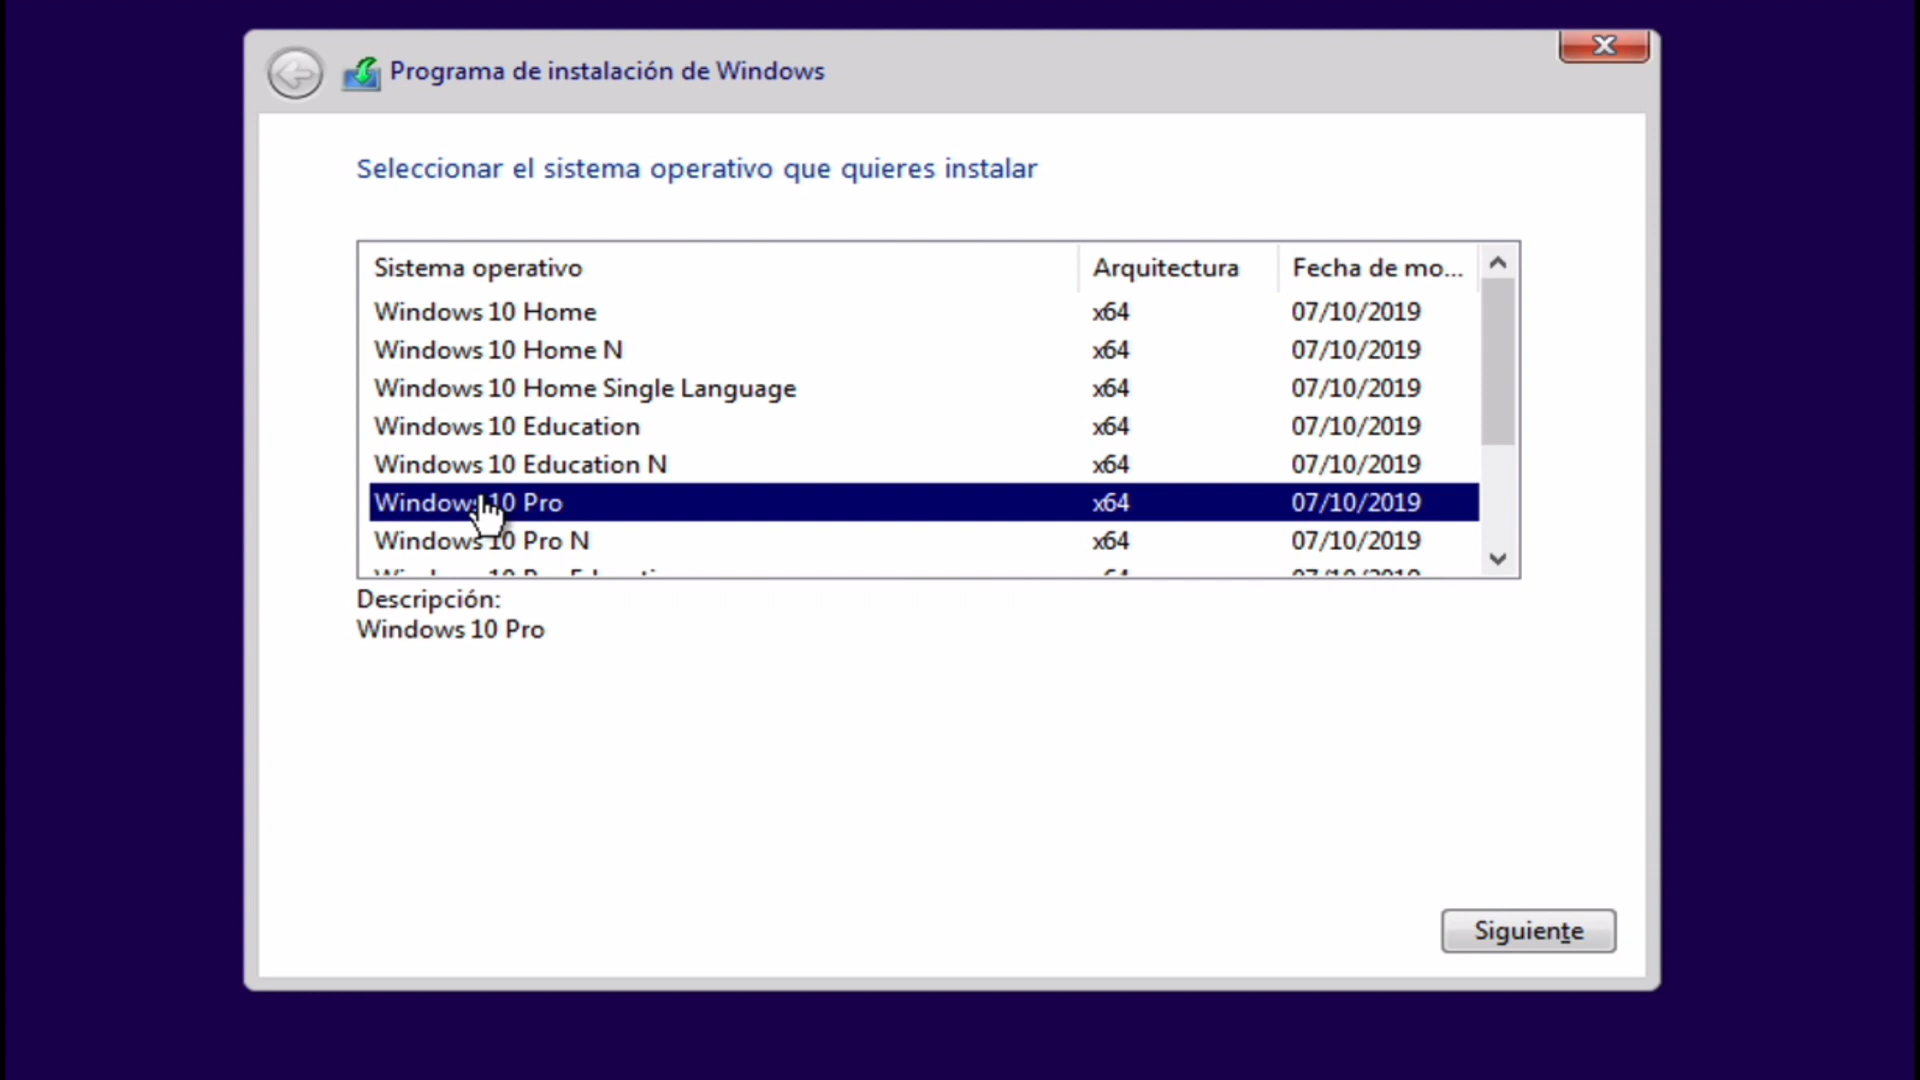 Programa de instalación de Windows
Seleccionar el sistema operativo que quieres instalar
Sistema operativo Arquitectura Fecha de mo...
Windows 10 Home x64 07/10/2019
Windows 10 Home N x64 07/10/2019
Windows 10 Home Single Language x64 07/10/2019
Windows 10 Education x64 07/10/2019
Windows 10 Education N x64 07/10/2019
Windows 10 Pro x64 07/10/2019
Windows 10 Pro N x64 07/10/2019
Descripción:
Windows 10 Pro
Siguiente